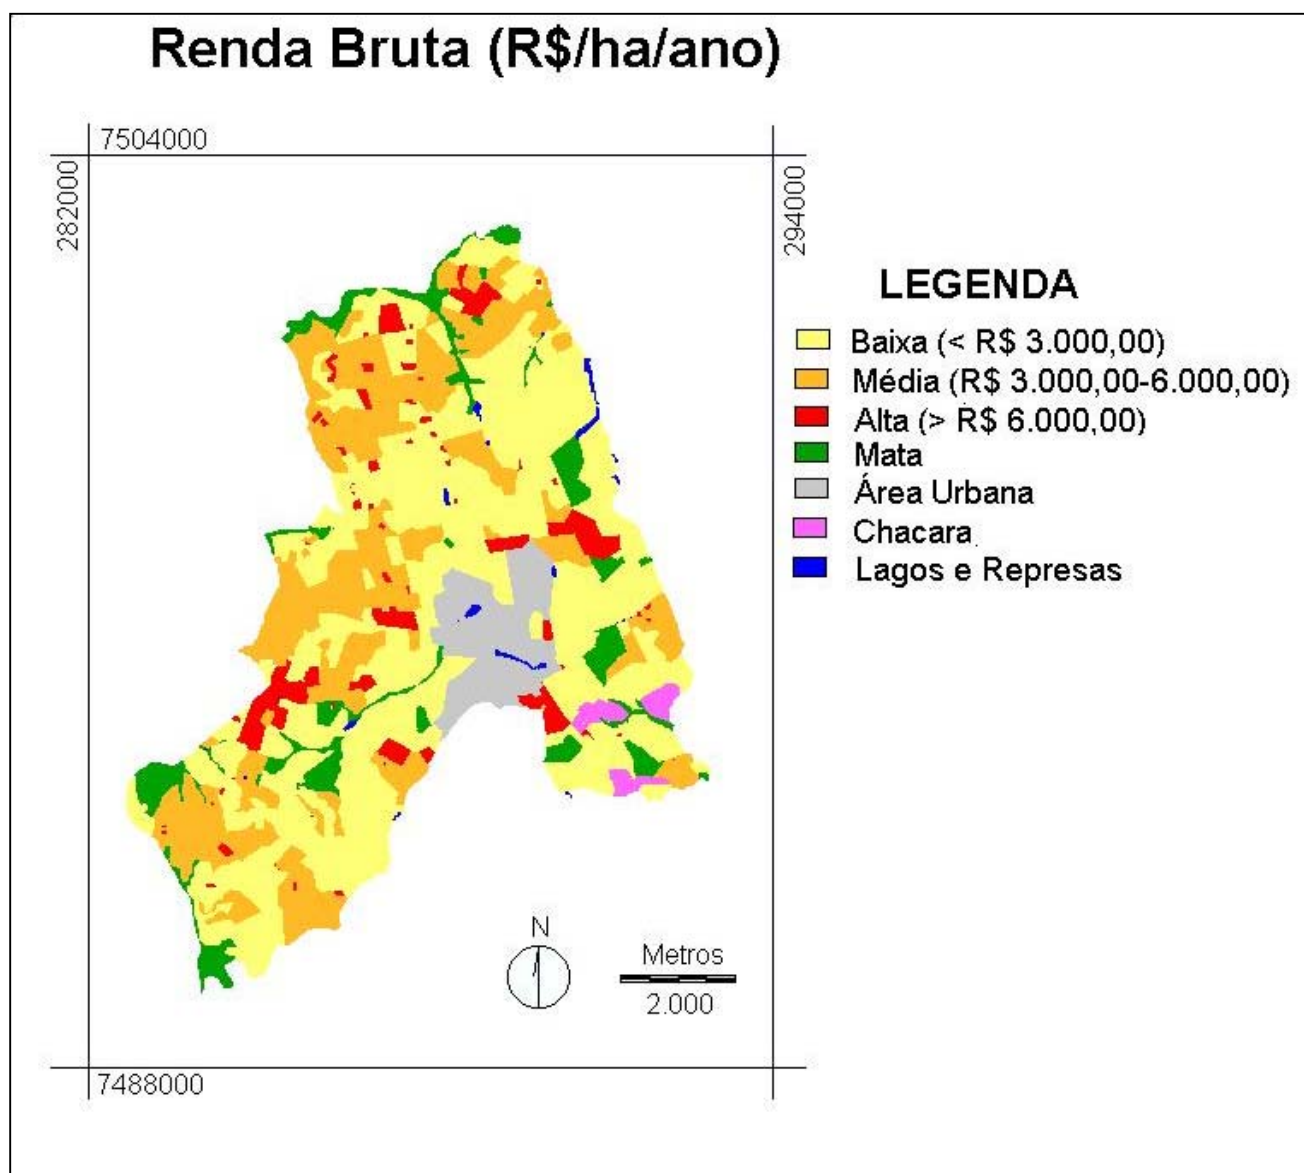 Renda Bruta (R$/ha/ano)
7504000
282000
294000
LEGENDA
Baixa (< R$ 3.000,00)
Média (R$ 3.000,00-6.000,00)
Alta (> R$ 6.000,00)
Mata
Área Urbana
Chacara
Lagos e Represas
N
Metros
2.000
7488000